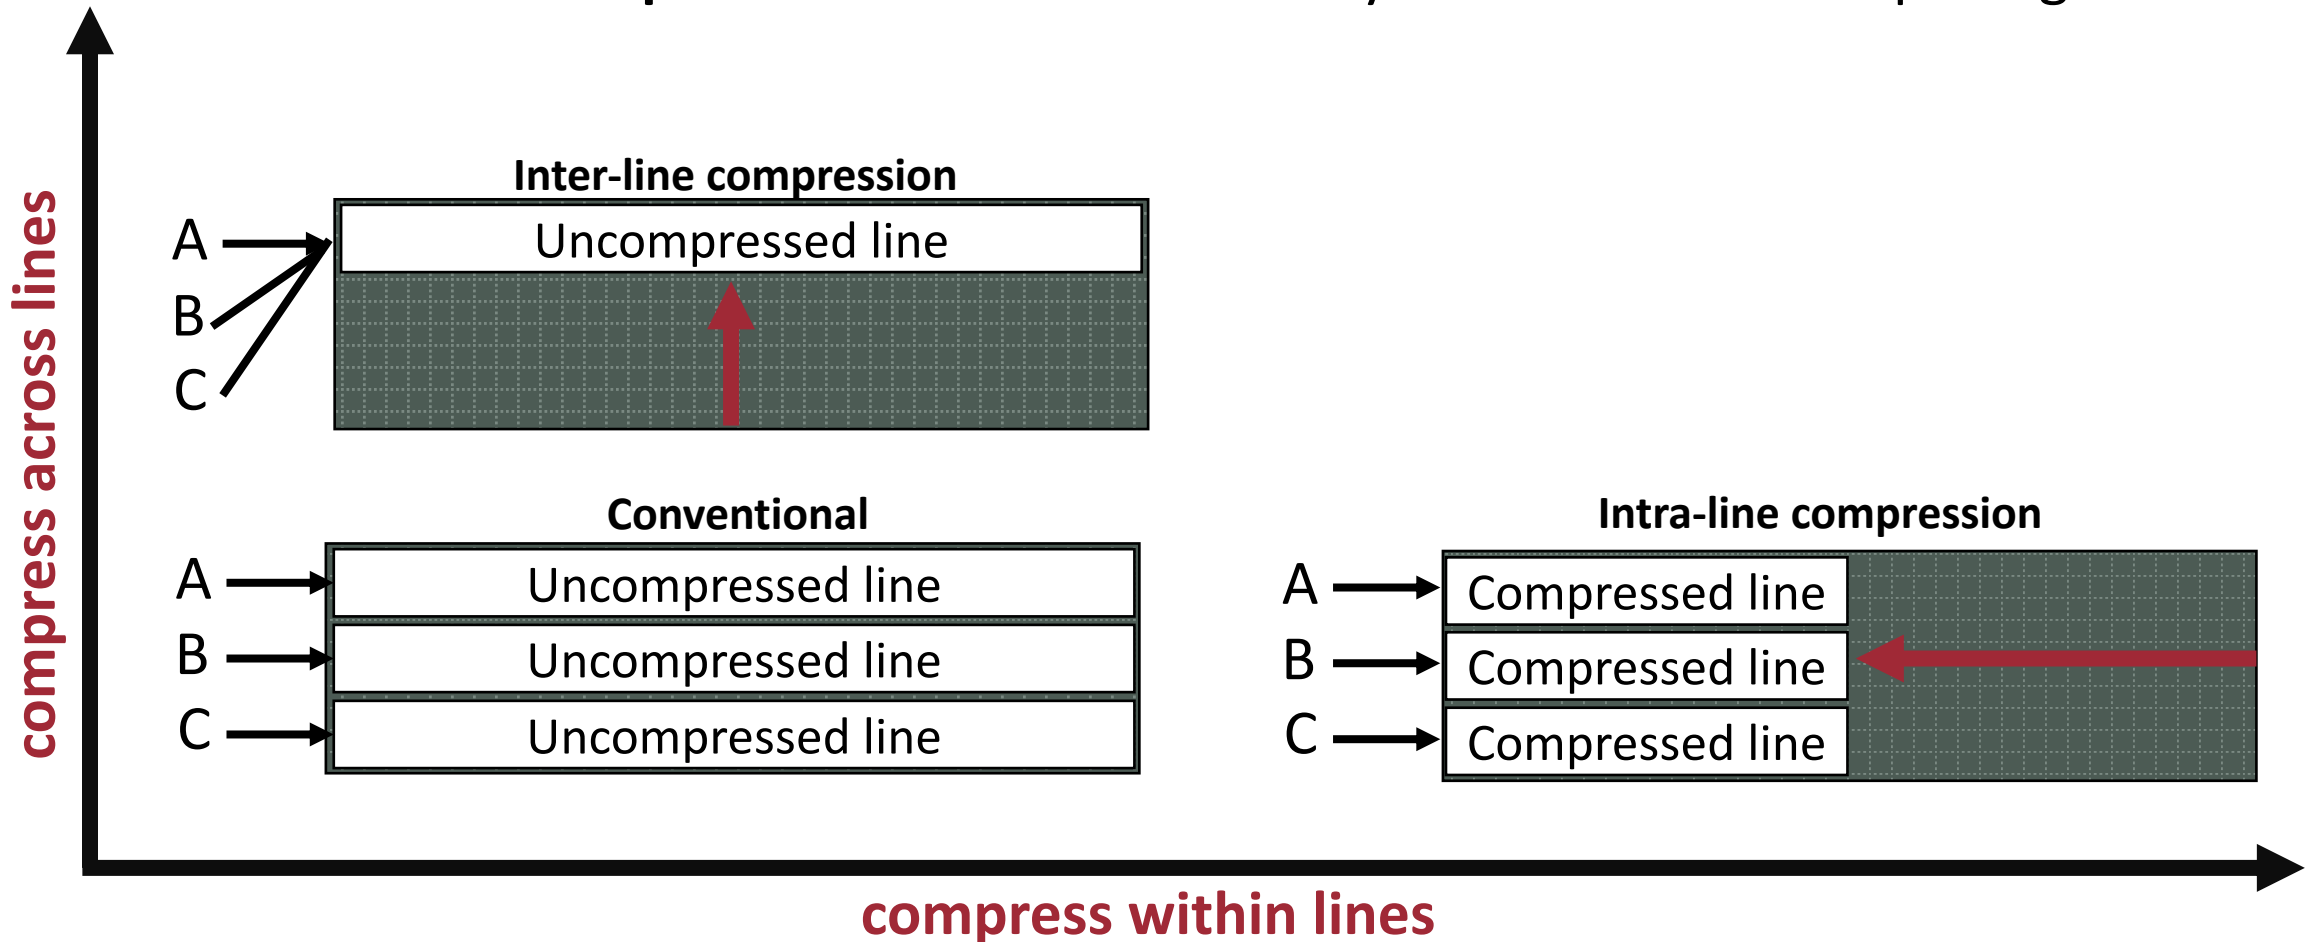 Inter-line compression
A
Uncompressed line
B
C
Conventional
A
Uncompressed line
B
Uncompressed line
C
Uncompressed line
Intra-line compression
A
Compressed line
B
Compressed line
C
Compressed line
compress across lines
compress within lines